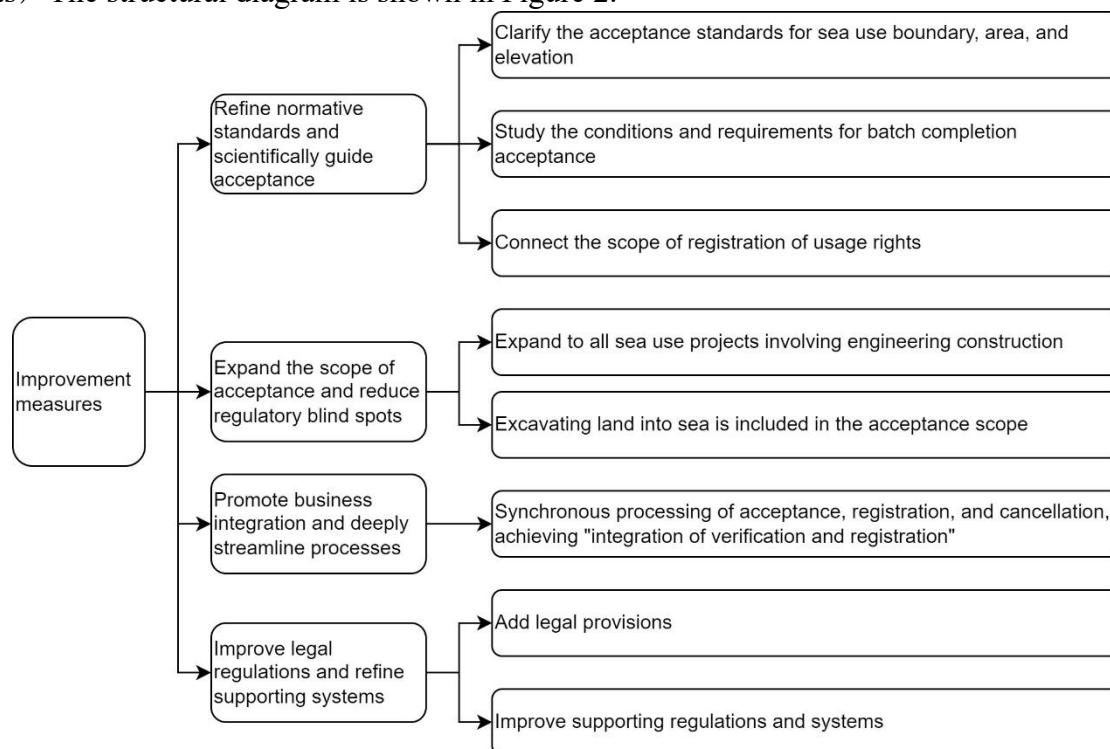 The structural diagram is shown in Figure 2.
Clarify the acceptance standards for sea use boundary, area, and
elevation
Refine normative
standards and
scientifically guide
acceptance
Study the conditions and requirements for batch completion
acceptance
Connect the scope of registration of usage rights
Improvement
measures
Expand the scope of
acceptance and reduce
regulatory blind spots
Expand to all sea use projects involving engineering construction
Excavating land into sea is included in the acceptance scope
Promote business
integration and deeply
streamline processes
Synchronous processing of acceptance, registration, and cancellation,
achieving "integration of verification and registration"
Improve legal
regulations and refine
supporting systems
Add legal provisions
Improve supporting regulations and systems